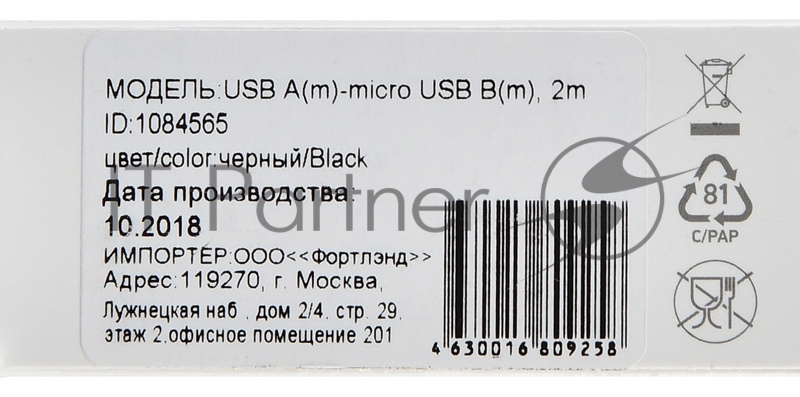 МОДЕЛЬ:USB A(m)-micro USB B(m), 2m
ID:1084565
цвет/color:черный/Black
Дата производства:
10.2018
ИМПОРТЁР:ООО<<Фортлэнд>>
Адрес:119270, г. Москва,
Лужнецкая наб , дом 2/4, стр. 29,
этаж 2,офисное помещение 201
4 630016 809258
81
C/PAP
IT Partner